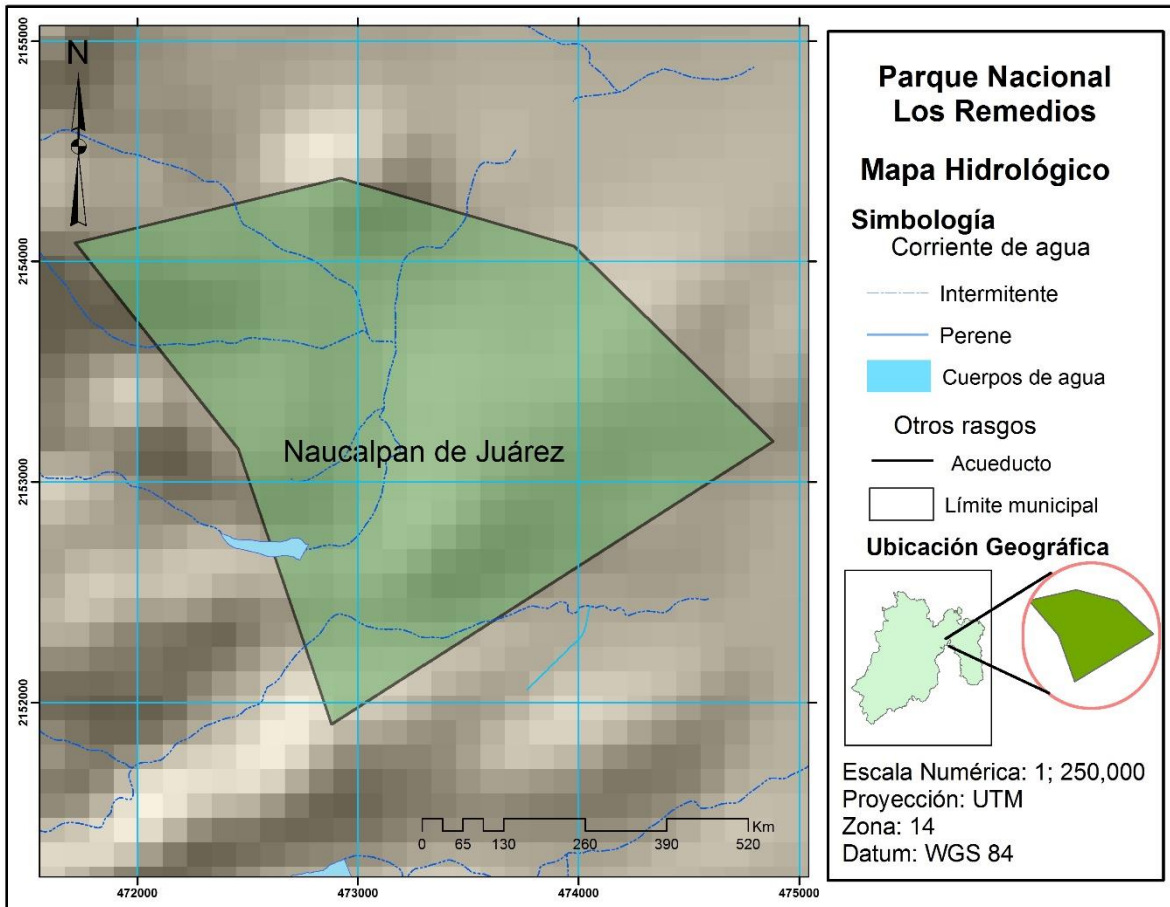 N
2155000
2154000
2153000
2152000
472000
473000
474000
475000
Naucalpan de Juárez
Km
0
65
130
260
390
520
Parque Nacional
Los Remedios
Mapa Hidrológico
Simbología
Corriente de agua
Intermitente
Perene
Cuerpos de agua
Otros rasgos
Acueducto
Límite municipal
Ubicación Geográfica
Escala Numérica: 1; 250,000
Proyección: UTM
Zona: 14
Datum: WGS 84